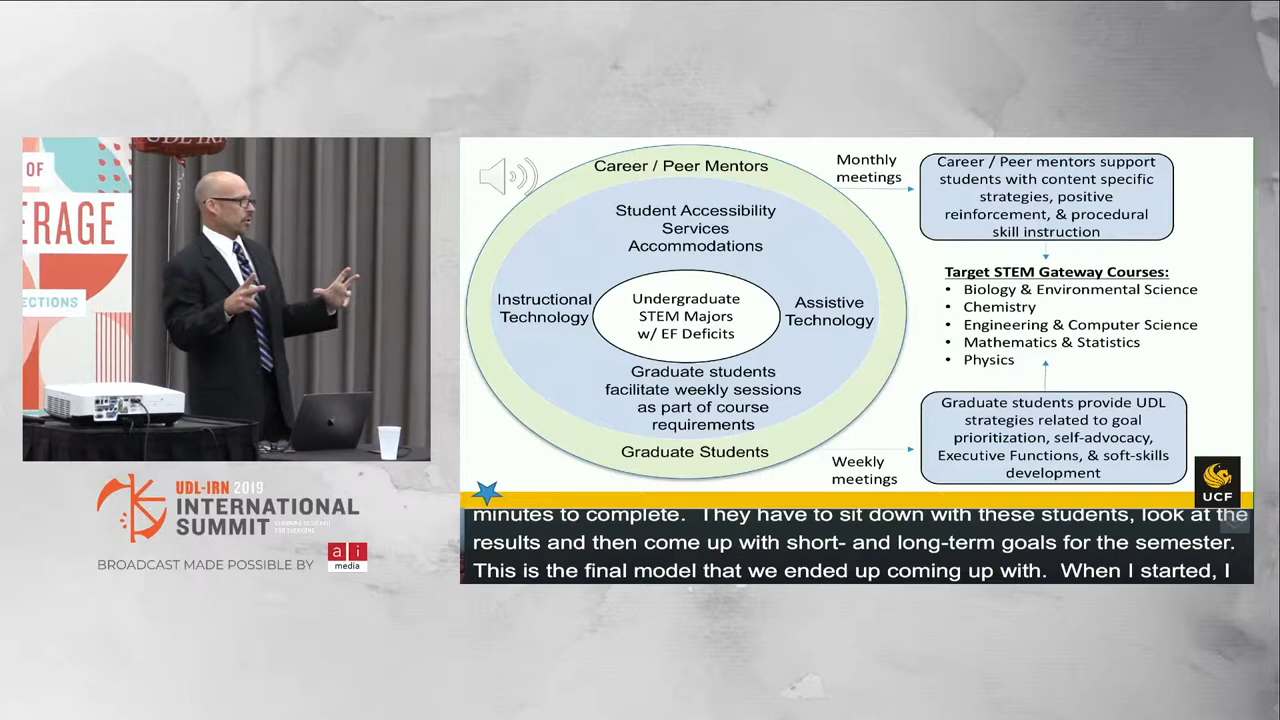 UDL-IRN
OF
ERAGE
ECTIONS
UDL-IRN 2019
INTERNATIONAL
SUMMIT
BROADCAST MADE POSSIBLE BY
ai
media
Career / Peer Mentors
Student Accessibility
Services
Accommodations
Instructional
Technology
Undergraduate
STEM Majors
w/ EF Deficits
Assistive
Technology
Graduate students
facilitate weekly sessions
as part of course
requirements
Graduate Students
Monthly
meetings
Career / Peer mentors support
students with content specific
strategies, positive
reinforcement, & procedural
skill instruction
Target STEM Gateway Courses:
• Biology & Environmental Science
• Chemistry
• Engineering & Computer Science
• Mathematics & Statistics
• Physics
Weekly
meetings
Graduate students provide UDL
strategies related to goal
prioritization, self-advocacy,
Executive Functions, & soft-skills
development
UCF
minutes to complete. They have to sit down with these students, look at the
results and then come up with short- and long-term goals for the semester.
This is the final model that we ended up coming up with. When I started, I